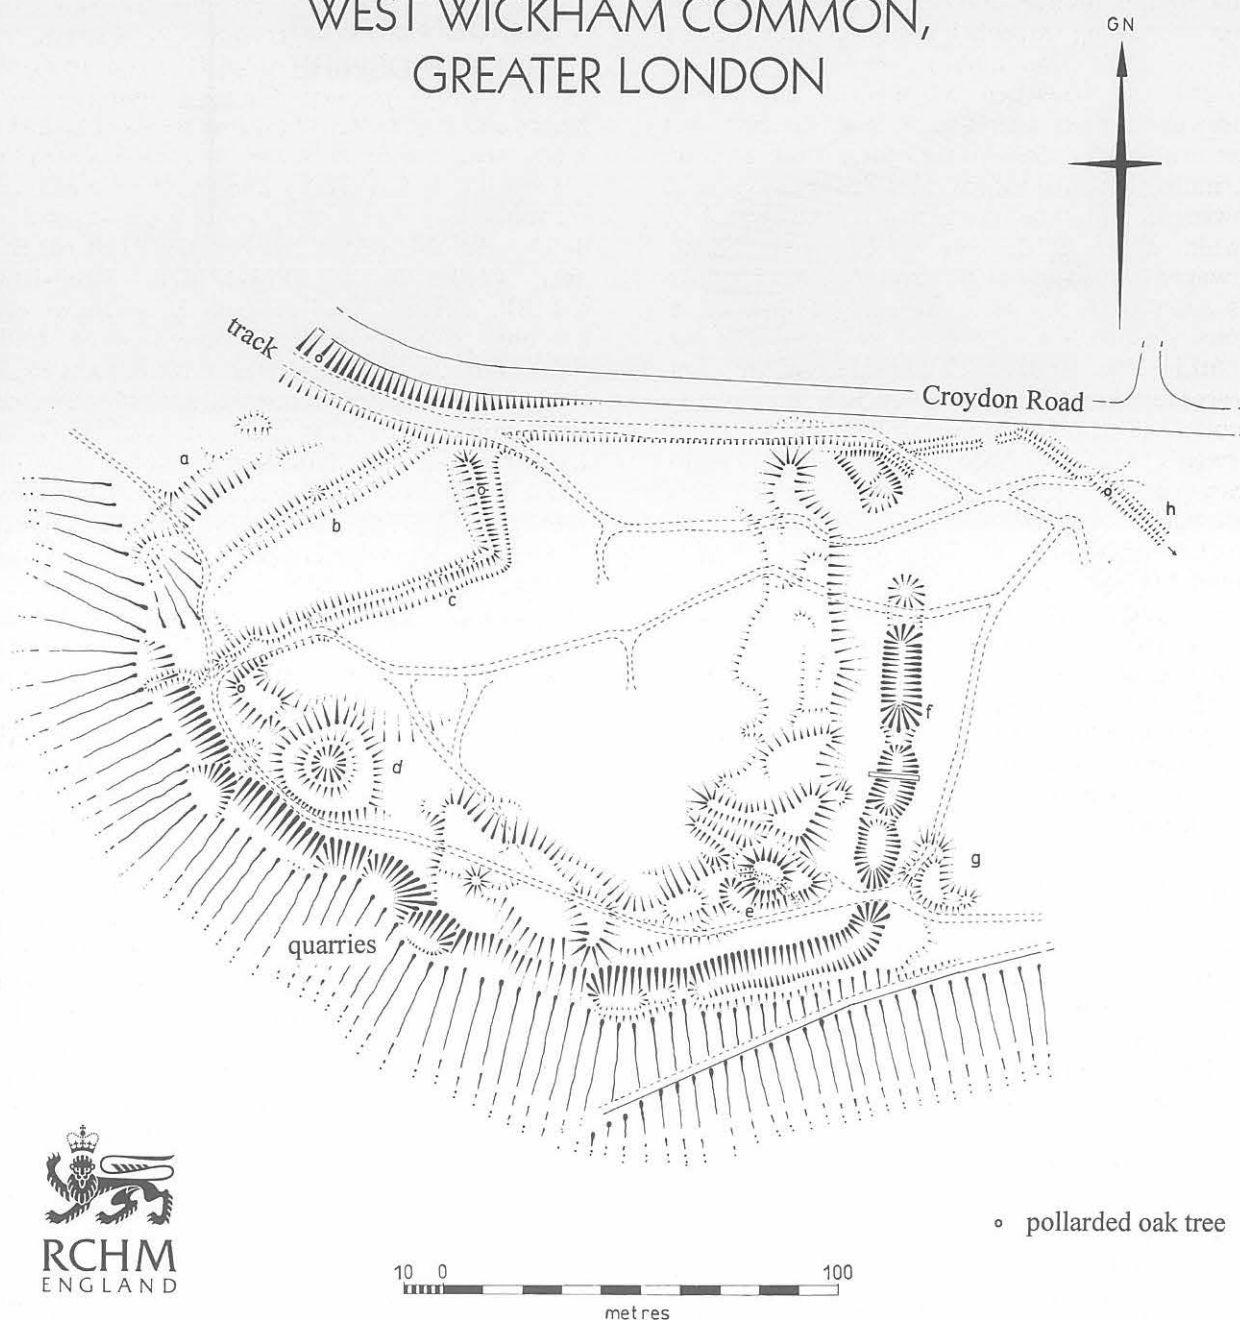 WEST WICKHAM COMMON,
GREATER LONDON
GN
track
Croydon Road
a
b
c
h
f
d
g
e
quarries
RCHM
ENGLAND
o pollarded oak tree
10 0 100
metres